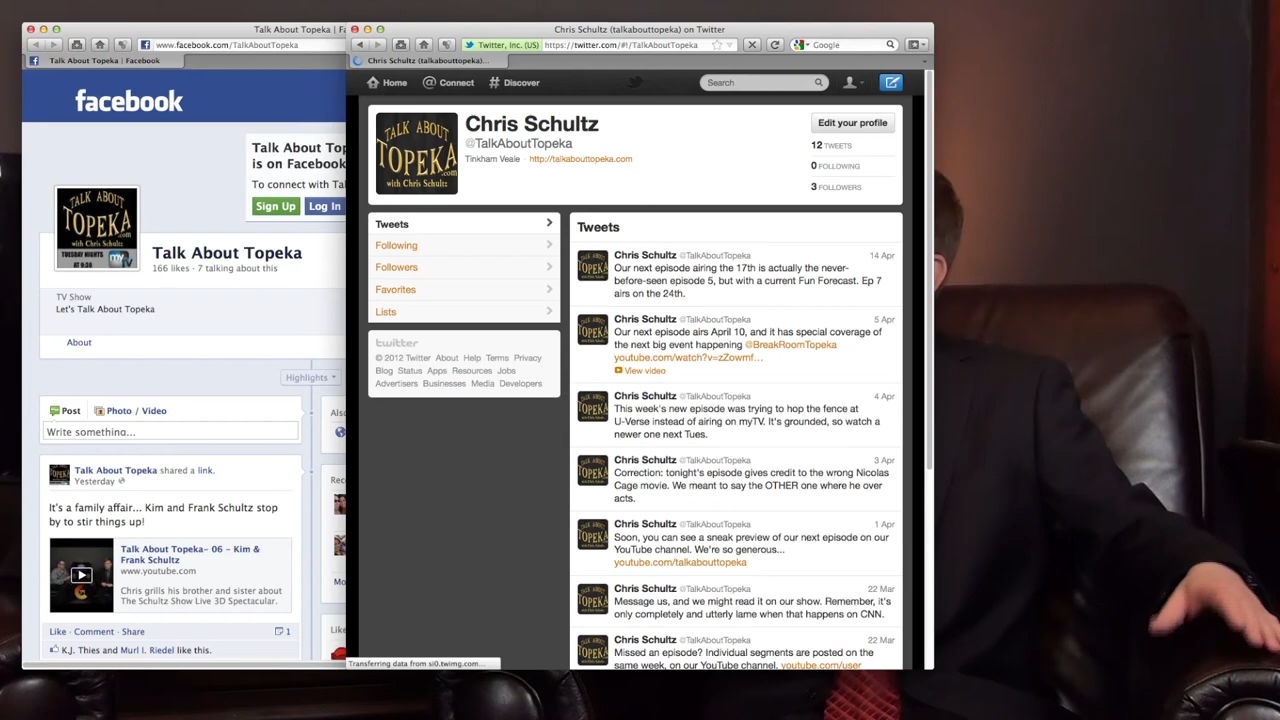 Talk About Topeka | Fa
www.facebook.com/TalkAboutTopeka
Talk About Topeka | Facebook
facebook
Talk About To
is on Faceboo
To connect with Tal
Sign Up
Log In
TALK ABOUT
TOPEKA
.com
with Chris Schultz
TUESDAY NIGHTS
AT 9:30
my
Talk About Topeka
166 likes · 7 talking about this
TV Show
Let's Talk About Topeka
About
Highlights
Post
Photo / Video
Write something...
Also
Talk About Topeka shared a link.
Yesterday
Rece
It's a family affair... Kim and Frank Schultz stop
by to stir things up!
Talk About Topeka- 06 - Kim &
Frank Schultz
www.youtube.com
Chris grills his brother and sister about
The Schultz Show Live 3D Spectacular.
Mo
Like · Comment · Share
1
Like
K.J. Thies and Murl I. Riedel like this.
Chris Schultz (talkabouttopeka) on Twitter
Twitter, Inc. (US)
https://twitter.com/#!/TalkAboutTopeka
Google
Chris Schultz (talkabouttopeka)...
Home
Connect
Discover
Search
TALK ABOUT
TOPEKA
.com
with Chris Schultz
Chris Schultz
@TalkAboutTopeka
Tinkham Veale · http://talkabouttopeka.com
Edit your profile
12 TWEETS
0 FOLLOWING
3 FOLLOWERS
Tweets
Following
Followers
Favorites
Lists
twitter
© 2012 Twitter About Help Terms Privacy
Blog Status Apps Resources Jobs
Advertisers Businesses Media Developers
Tweets
Chris Schultz @TalkAboutTopeka 14 Apr
Our next episode airing the 17th is actually the never-
before-seen episode 5, but with a current Fun Forecast. Ep 7
airs on the 24th.
Chris Schultz @TalkAboutTopeka 5 Apr
Our next episode airs April 10, and it has special coverage of
the next big event happening @BreakRoomTopeka
youtube.com/watch?v=zZowmf...
View video
Chris Schultz @TalkAboutTopeka 4 Apr
This week's new episode was trying to hop the fence at
U-Verse instead of airing on myTV. It's grounded, so watch a
newer one next Tues.
Chris Schultz @TalkAboutTopeka 3 Apr
Correction: tonight's episode gives credit to the wrong Nicolas
Cage movie. We meant to say the OTHER one where he over
acts.
Chris Schultz @TalkAboutTopeka 1 Apr
Soon, you can see a sneak preview of our next episode on our
YouTube channel. We're so generous...
youtube.com/talkabouttopeka
Chris Schultz @TalkAboutTopeka 22 Mar
Message us, and we might read it on our show. Remember, it's
only completely and utterly lame when that happens on CNN.
Chris Schultz @TalkAboutTopeka 22 Mar
Missed an episode? Individual segments are posted on the
same week, on our YouTube channel. youtube.com/user
Transferring data from si0.twimg.com...